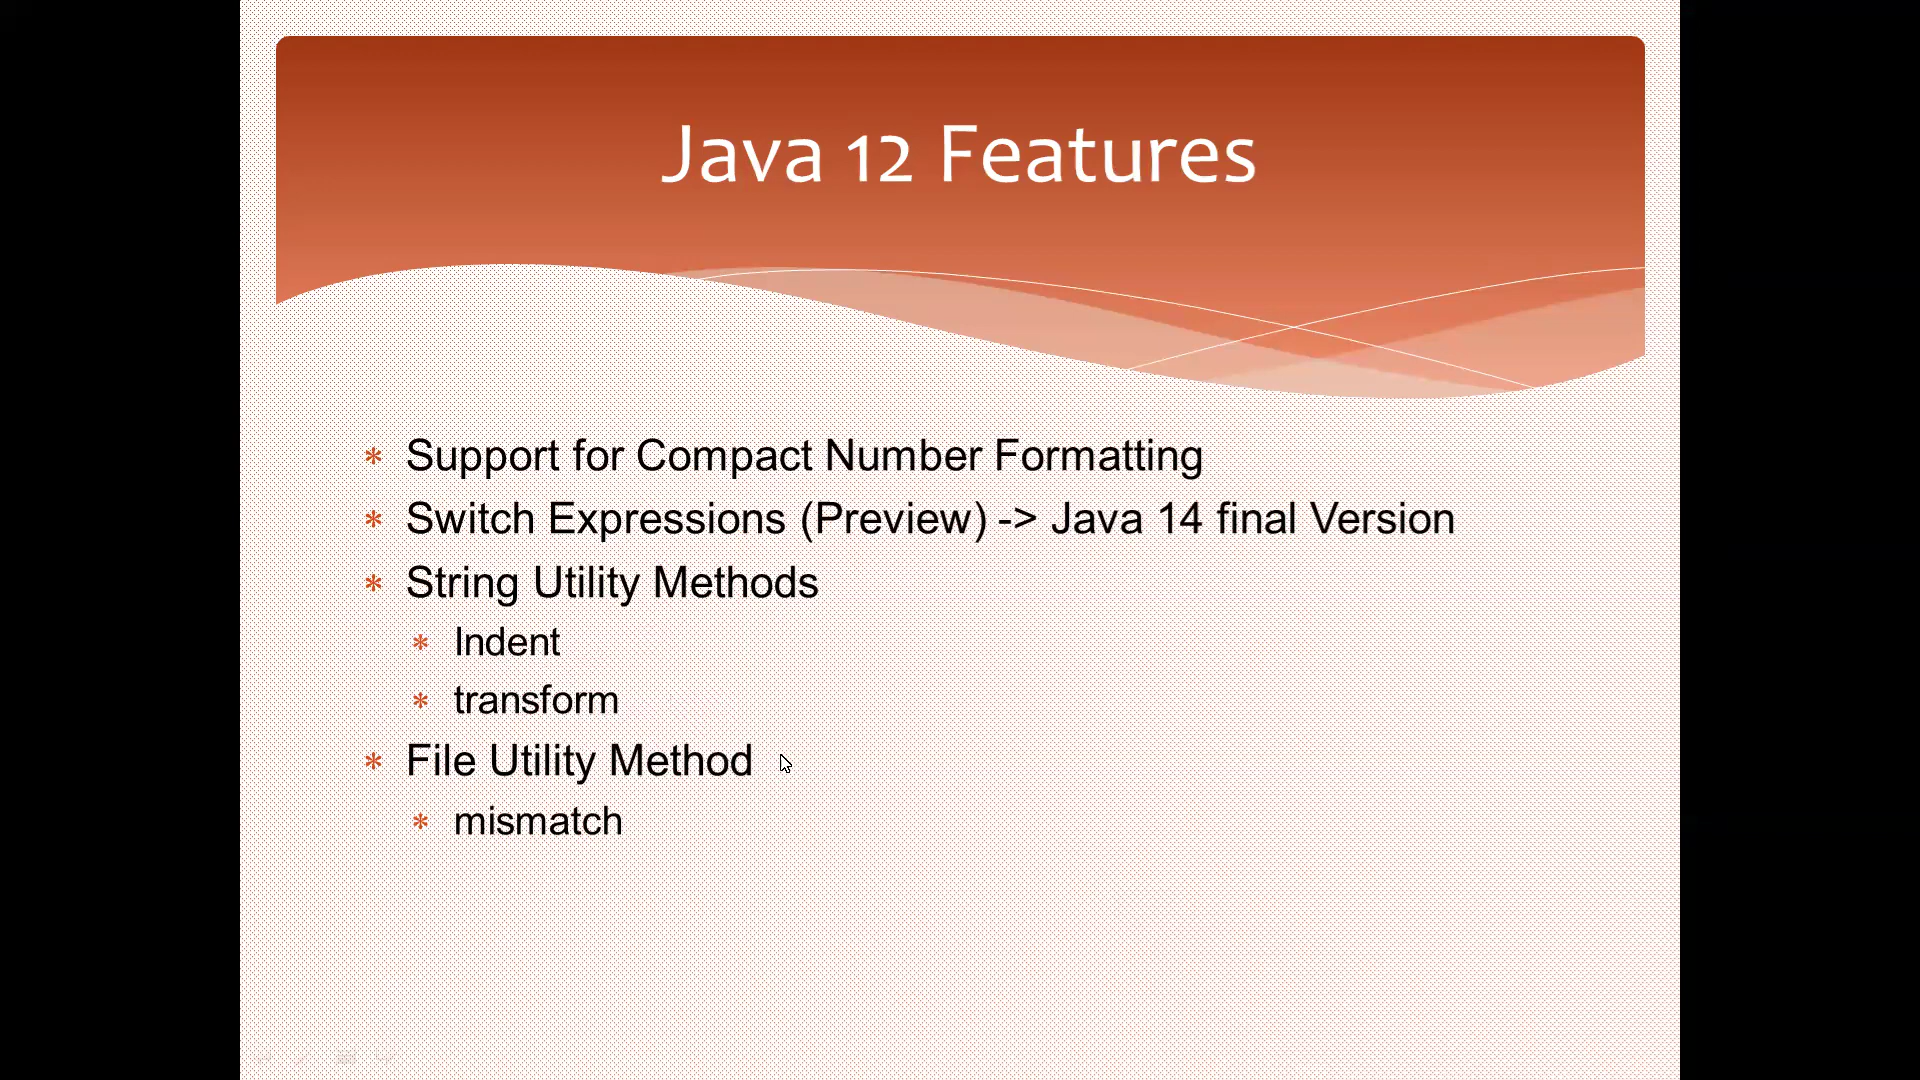 Java 12 Features
* Support for Compact Number Formatting
* Switch Expressions (Preview) -> Java 14 final Version
* String Utility Methods
* Indent
* transform
* File Utility Method
* mismatch